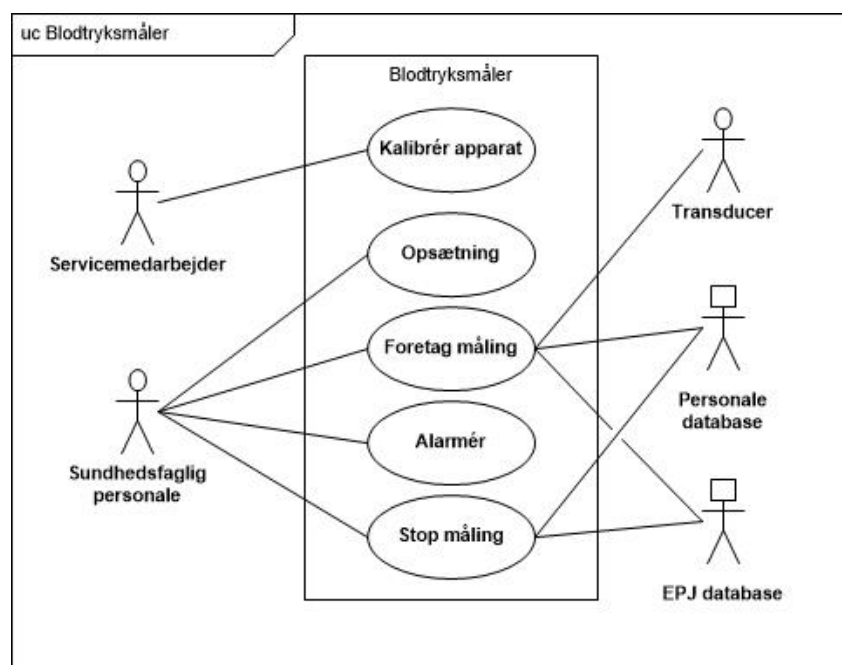 uc Blodtryksmåler
Blodtryksmåler
Kalibrér apparat
Servicemedarbejder
Opsætning
Foretag måling
Alarmér
Stop måling
Sundhedsfaglig
personale
Transducer
Personale
database
EPJ database